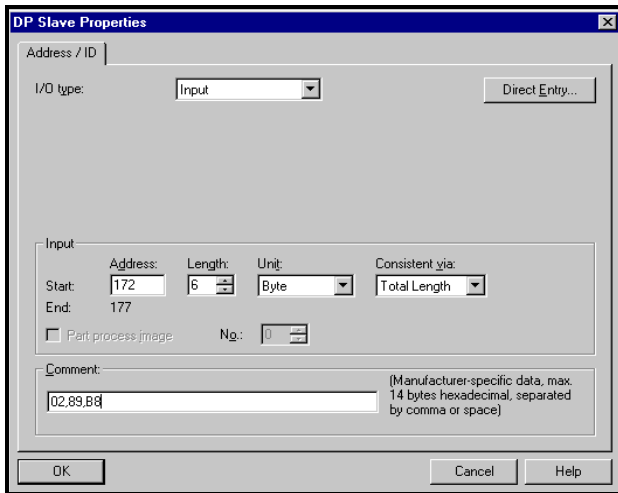 DP Slave Properties
Address / ID
I/O type: Input Direct Entry...
Input
Address: Length: Unit: Consistent via:
Start: 172 6 Byte Total Length
End: 177
Part process image No.: 0
Comment:
02,89,B8
(Manufacturer-specific data, max.
14 bytes hexadecimal, separated
by comma or space)
OK Cancel Help